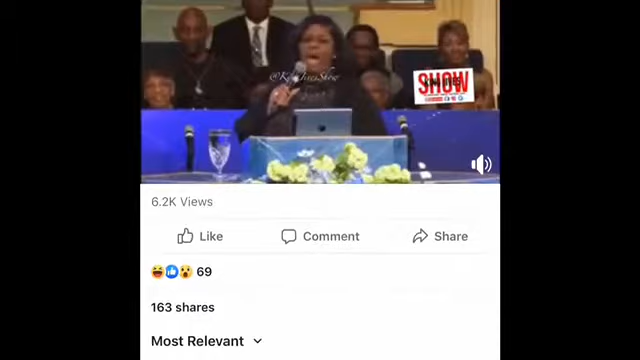 SHOW
6.2K Views
Like
Comment
Share
69
163 shares
Most Relevant